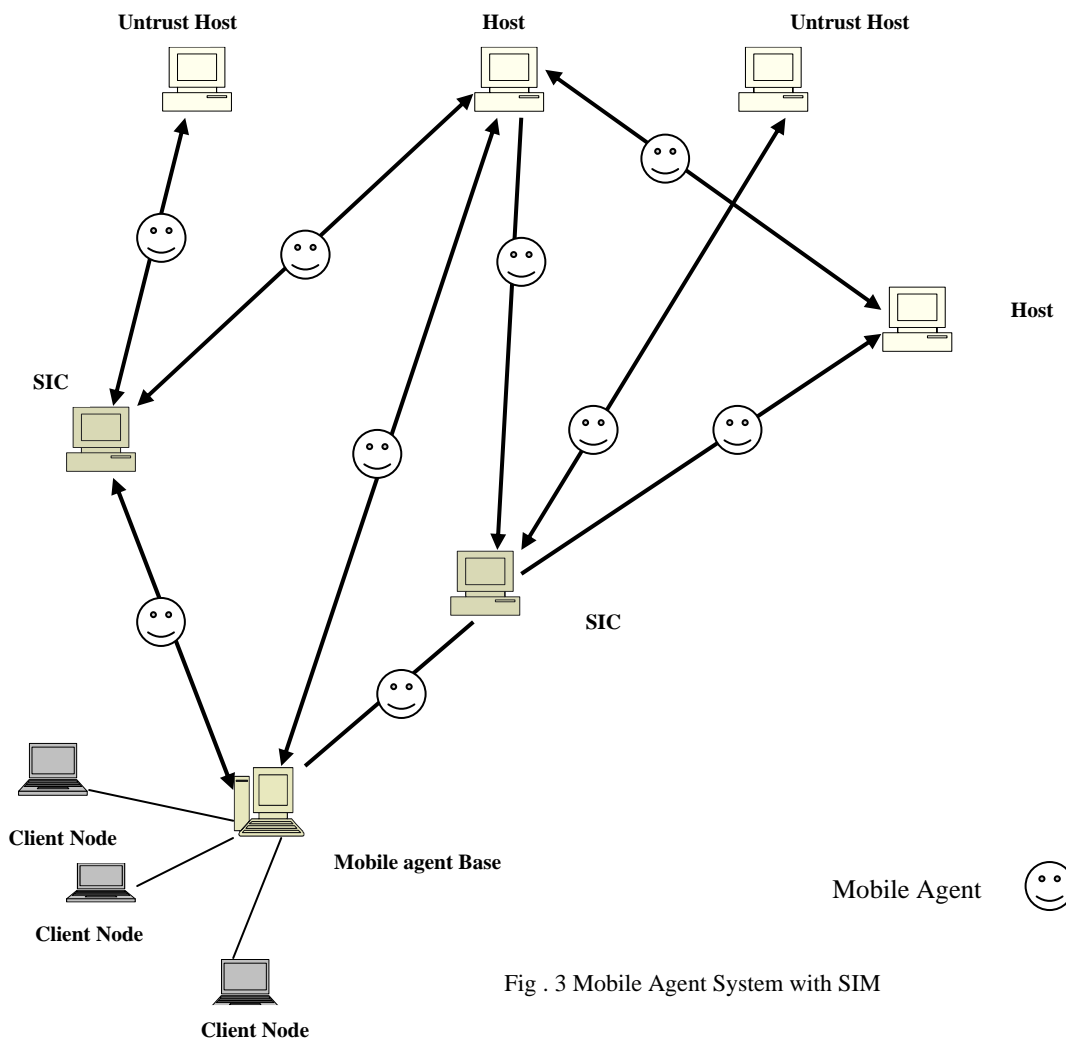 Untrust Host
Host
Untrust Host
Host
SIC
SIC
Client Node
Mobile agent Base
Mobile Agent
Client Node
Fig . 3 Mobile Agent System with SIM
Client Node